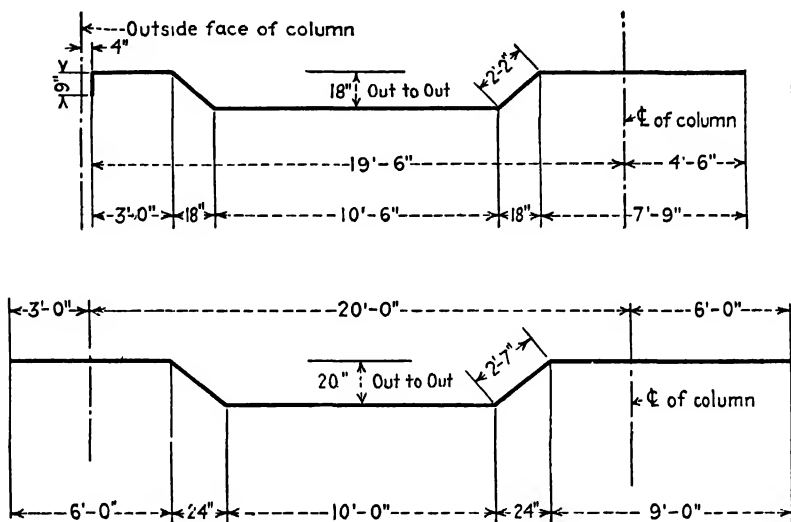 Outside face of column
4"
9"
18" Out to Out
2'-2"
℄ of column
19'-6" 4'-6"
3'-0" 18" 10'-6" 18" 7'-9"
3'-0" 20'-0" 6'-0"
20" Out to Out
2'-7"
℄ of column
6'-0" 24" 10'-0" 24" 9'-0"